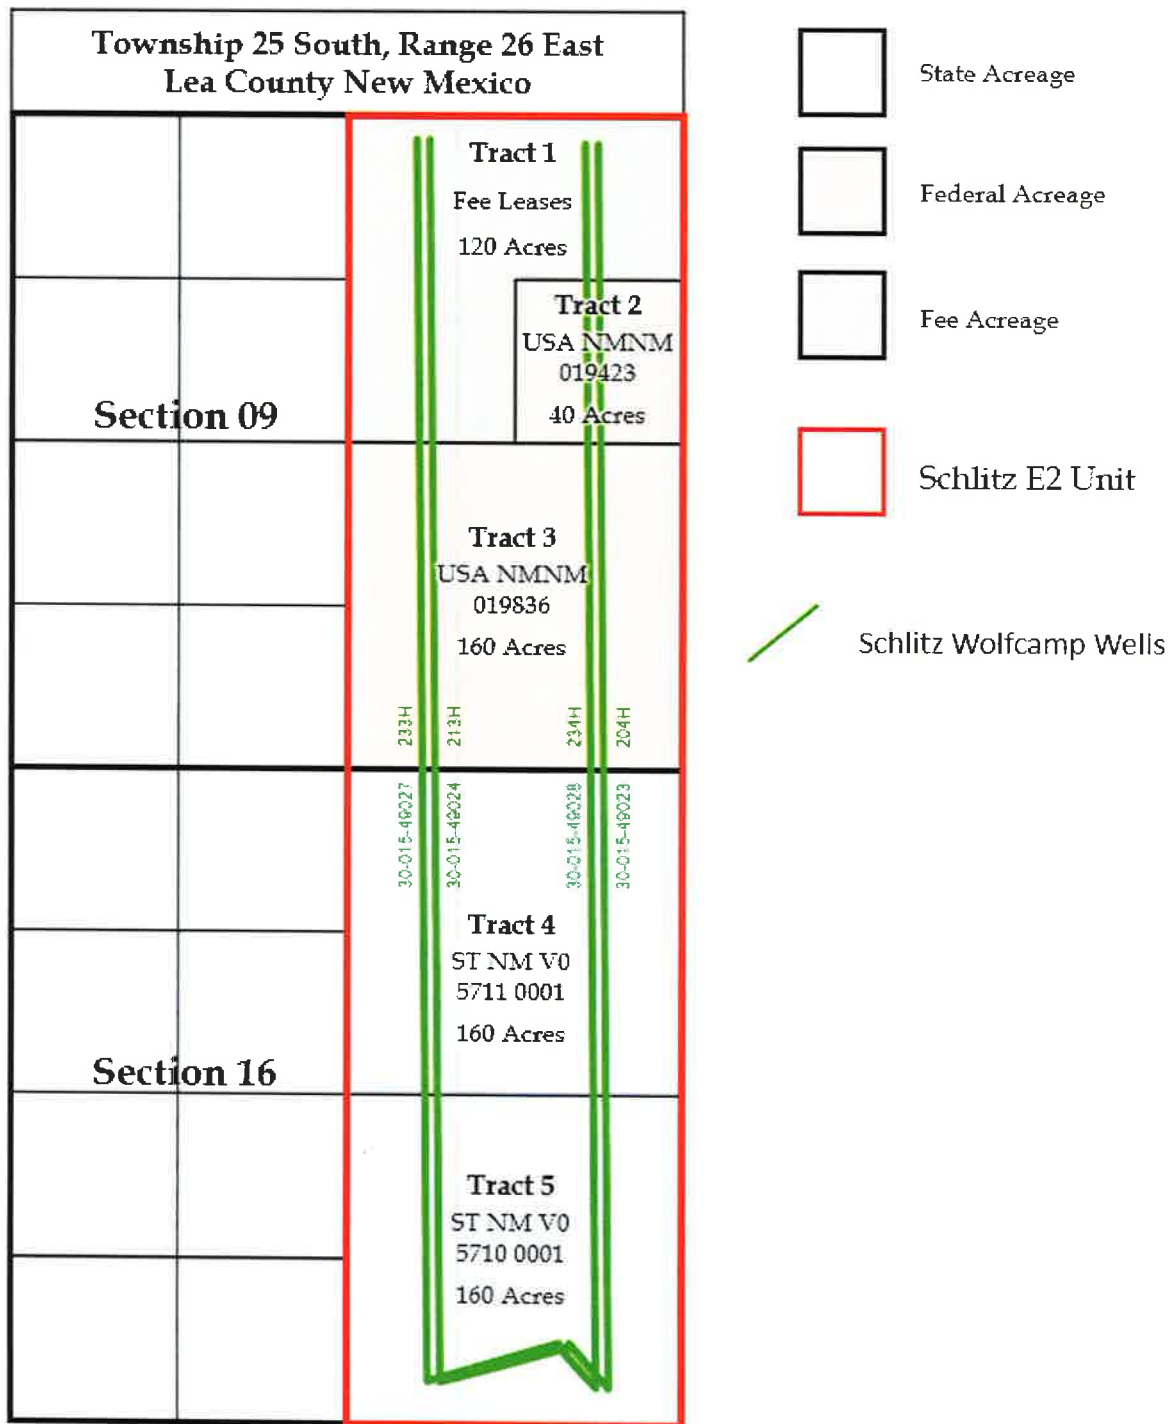 Township 25 South, Range 26 East
Lea County New Mexico
State Acreage
Federal Acreage
Fee Acreage
Schlitz E2 Unit
Schlitz Wolfcamp Wells
Section 09
Tract 1
Fee Leases
120 Acres
Tract 2
USA NMNM
019423
40 Acres
Tract 3
USA NMNM
019836
160 Acres
233H
213H
234H
204H
30-015-49027
30-015-49024
30-015-49028
30-015-49023
Section 16
Tract 4
ST NM V0
5711 0001
160 Acres
Tract 5
ST NM V0
5710 0001
160 Acres